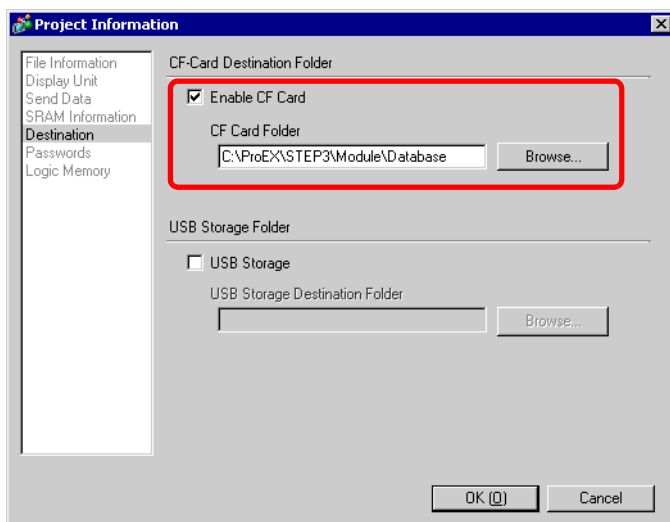 Project Information
File Information
Display Unit
Send Data
SRAM Information
Destination
Passwords
Logic Memory
CF-Card Destination Folder
Enable CF Card
CF Card Folder
C:\ProEX\STEP3\Module\Database
Browse...
USB Storage Folder
USB Storage
USB Storage Destination Folder
Browse...
OK (O)
Cancel